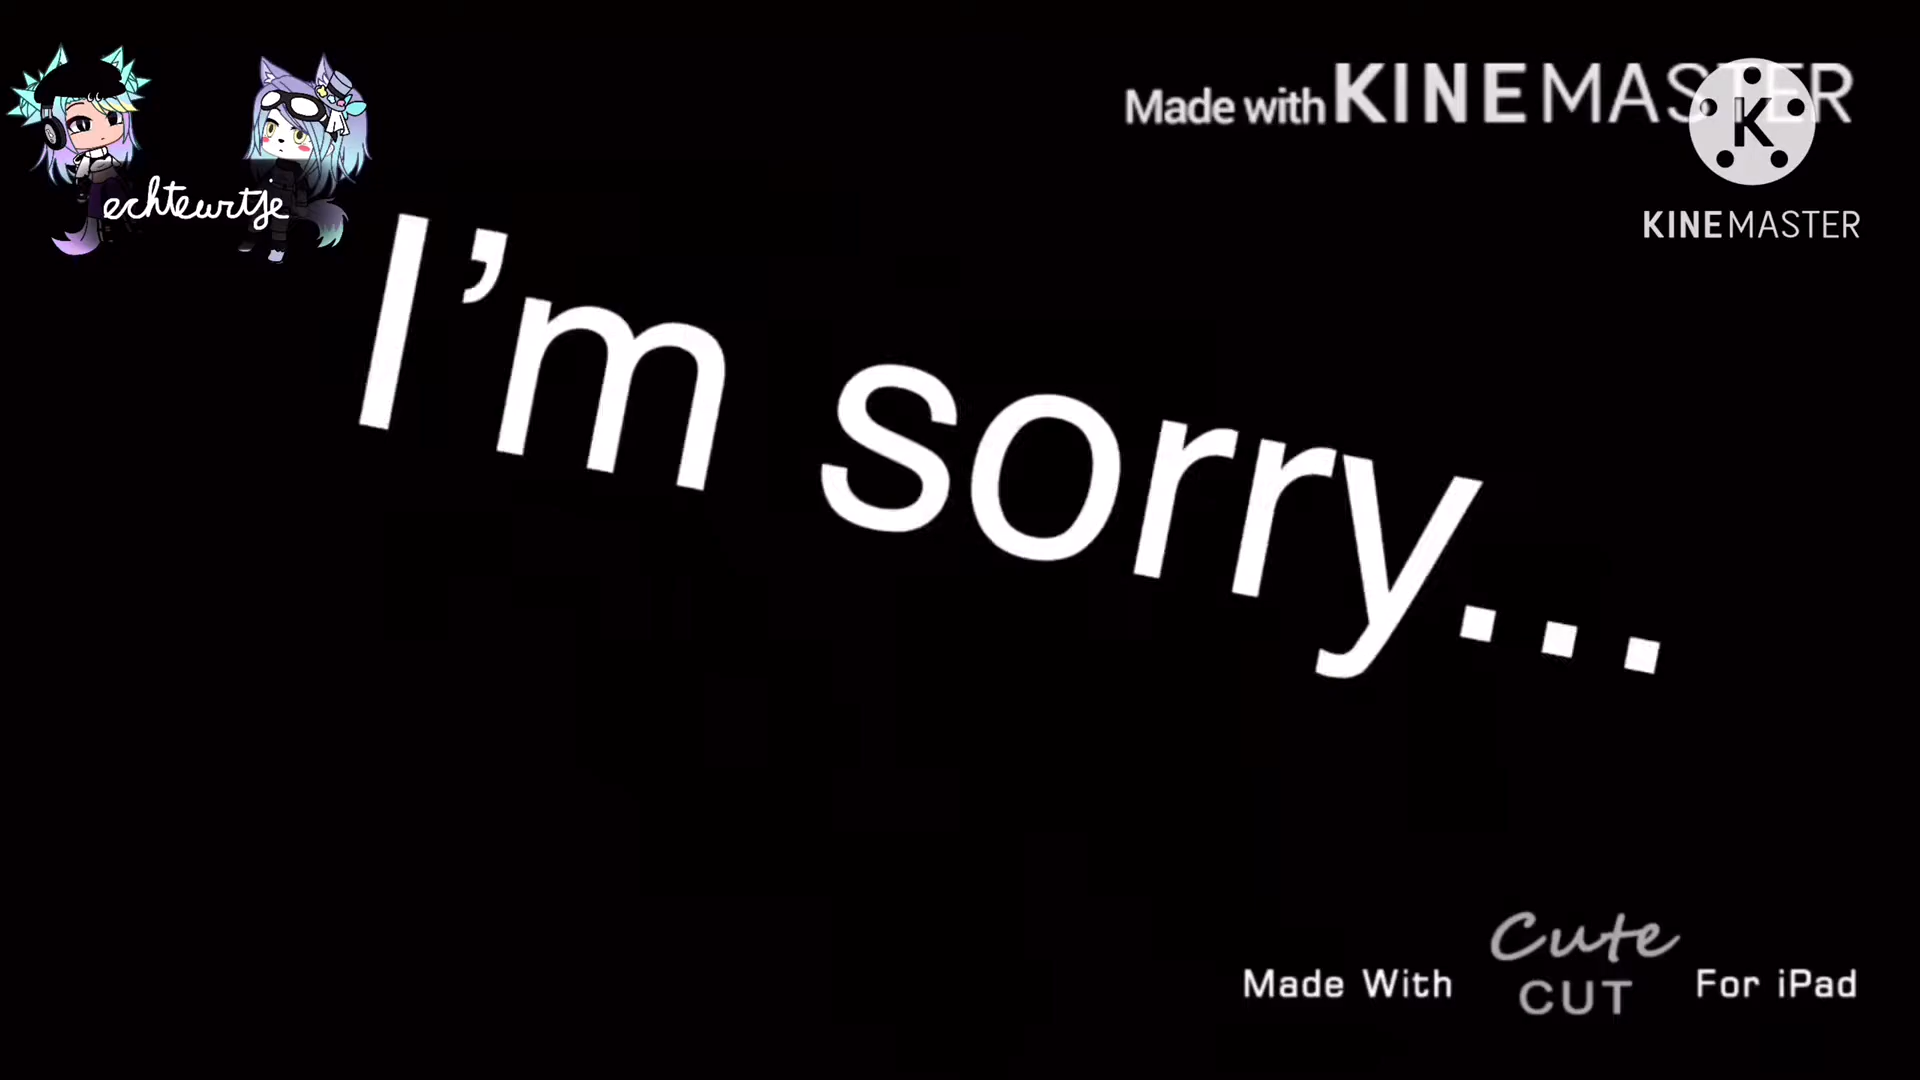 Made with KINEMASTER
K
KINEMASTER
echteurtje
I’m sorry...
Cute
Made With CUT For iPad